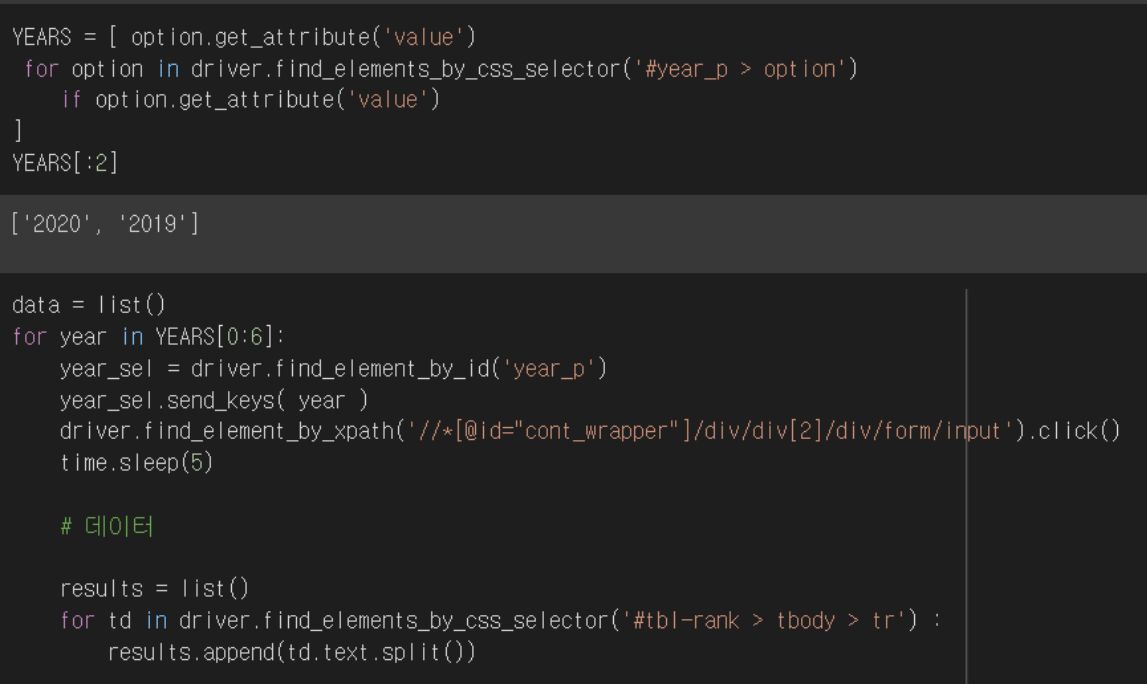 YEARS = [ option.get_attribute('value')
 for option in driver.find_elements_by_css_selector('#year_p > option')
    if option.get_attribute('value')
]
YEARS[:2]
['2020', '2019']
data = list()
for year in YEARS[0:6]:
    year_sel = driver.find_element_by_id('year_p')
    year_sel.send_keys( year )
    driver.find_element_by_xpath('//*[@id="cont_wrapper"]/div/div[2]/div/form/input').click()
    time.sleep(5)
    # 데이터
    results = list()
    for td in driver.find_elements_by_css_selector('#tbl-rank > tbody > tr') :
        results.append(td.text.split())